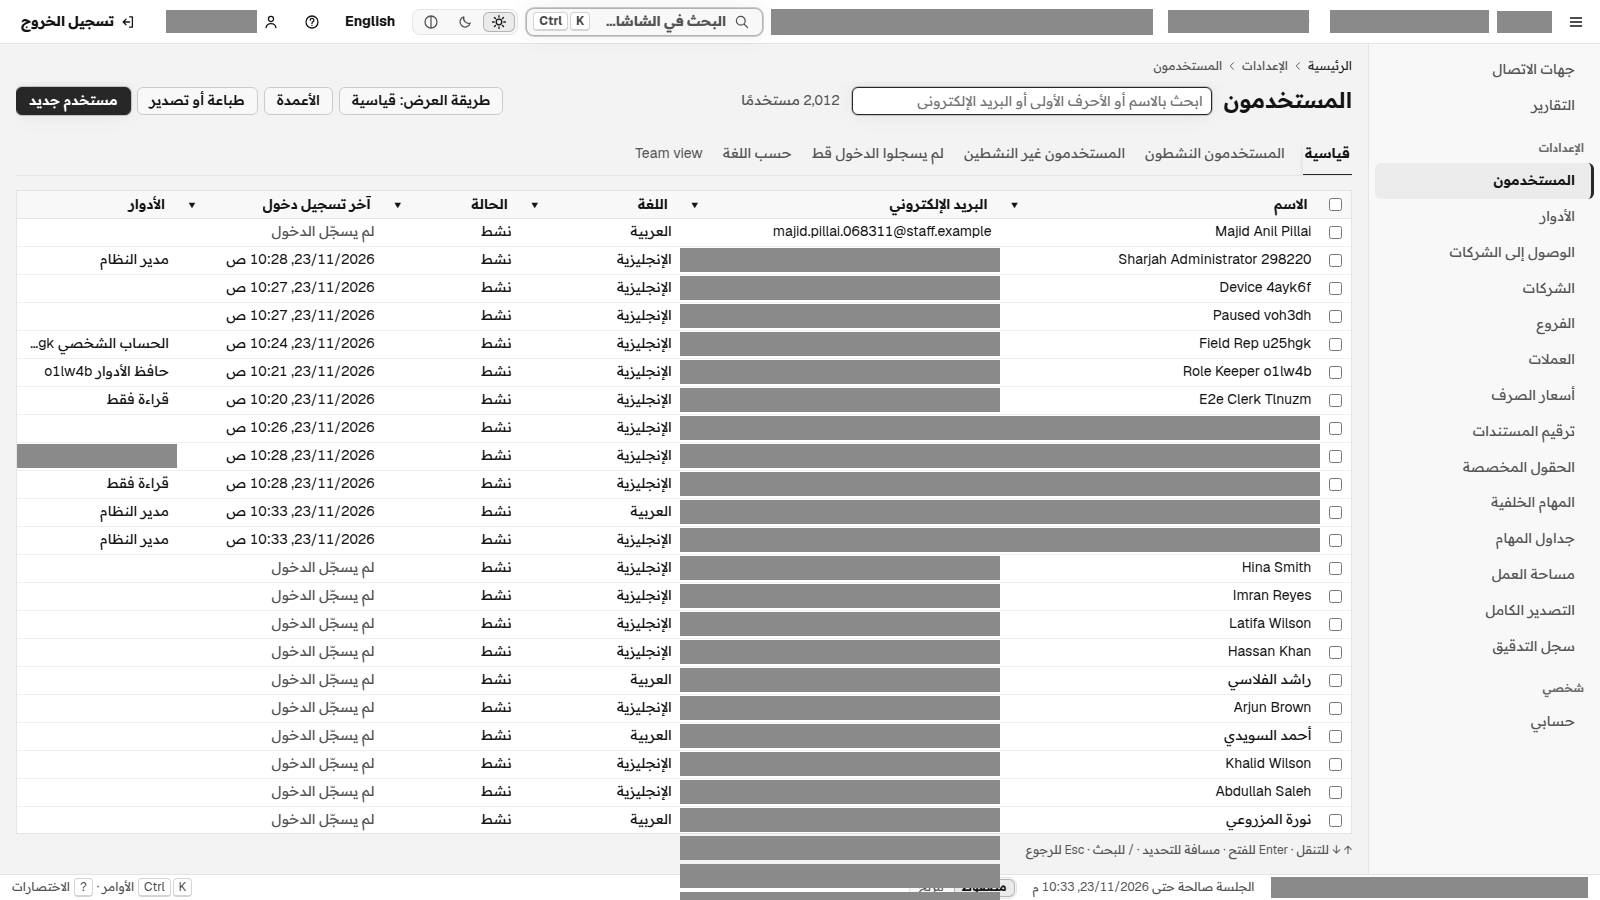 البحث في الشاشا... Ctrl K
English
تسجيل الخروج
جهات الاتصال
التقارير
الإعدادات
المستخدمون
الأدوار
الوصول إلى الشركات
الشركات
الفروع
العملات
أسعار الصرف
ترقيم المستندات
الحقول المخصصة
المهام الخلفية
جداول المهام
مساحة العمل
التصدير الكامل
سجل التدقيق
شخصي
حسابي
الرئيسية الإعدادات المستخدمون
المستخدمون
ابحث بالاسم أو الأحرف الأولى أو البريد الإلكتروني
2,012 مستخدمًا
طريقة العرض: قياسية
الأعمدة
طباعة أو تصدير
مستخدم جديد
قياسية المستخدمون النشطون المستخدمون غير النشطين لم يسجلوا الدخول قط حسب اللغة Team view
الاسم البريد الإلكتروني اللغة الحالة آخر تسجيل دخول الأدوار
Majid Anil Pillai majid.pillai.068311@staff.example العربية نشط لم يسجّل الدخول
Sharjah Administrator 298220 الإنجليزية نشط 23/11/2026, 10:28 ص مدير النظام
Device 4ayk6f الإنجليزية نشط 23/11/2026, 10:27 ص
Paused voh3dh الإنجليزية نشط 23/11/2026, 10:27 ص
Field Rep u25hgk الإنجليزية نشط 23/11/2026, 10:24 ص الحساب الشخصي gk...
Role Keeper o1lw4b الإنجليزية نشط 23/11/2026, 10:21 ص حافظ الأدوار o1lw4b
E2e Clerk Tlnuzm الإنجليزية نشط 23/11/2026, 10:20 ص قراءة فقط
الإنجليزية نشط 23/11/2026, 10:26 ص
الإنجليزية نشط 23/11/2026, 10:28 ص
الإنجليزية نشط 23/11/2026, 10:28 ص قراءة فقط
العربية نشط 23/11/2026, 10:33 ص مدير النظام
الإنجليزية نشط 23/11/2026, 10:33 ص مدير النظام
Hina Smith الإنجليزية نشط لم يسجّل الدخول
Imran Reyes الإنجليزية نشط لم يسجّل الدخول
Latifa Wilson الإنجليزية نشط لم يسجّل الدخول
Hassan Khan الإنجليزية نشط لم يسجّل الدخول
راشد الفلاسي العربية نشط لم يسجّل الدخول
Arjun Brown الإنجليزية نشط لم يسجّل الدخول
أحمد السويدي العربية نشط لم يسجّل الدخول
Khalid Wilson الإنجليزية نشط لم يسجّل الدخول
Abdullah Saleh الإنجليزية نشط لم يسجّل الدخول
نورة المزروعي العربية نشط لم يسجّل الدخول
↑↓ للتنقل · Enter للفتح · مسافة للتحديد · / للبحث · Esc للرجوع
الجلسة صالحة حتى 23/11/2026, 10:33 م
Ctrl K الأوامر · ? الاختصارات